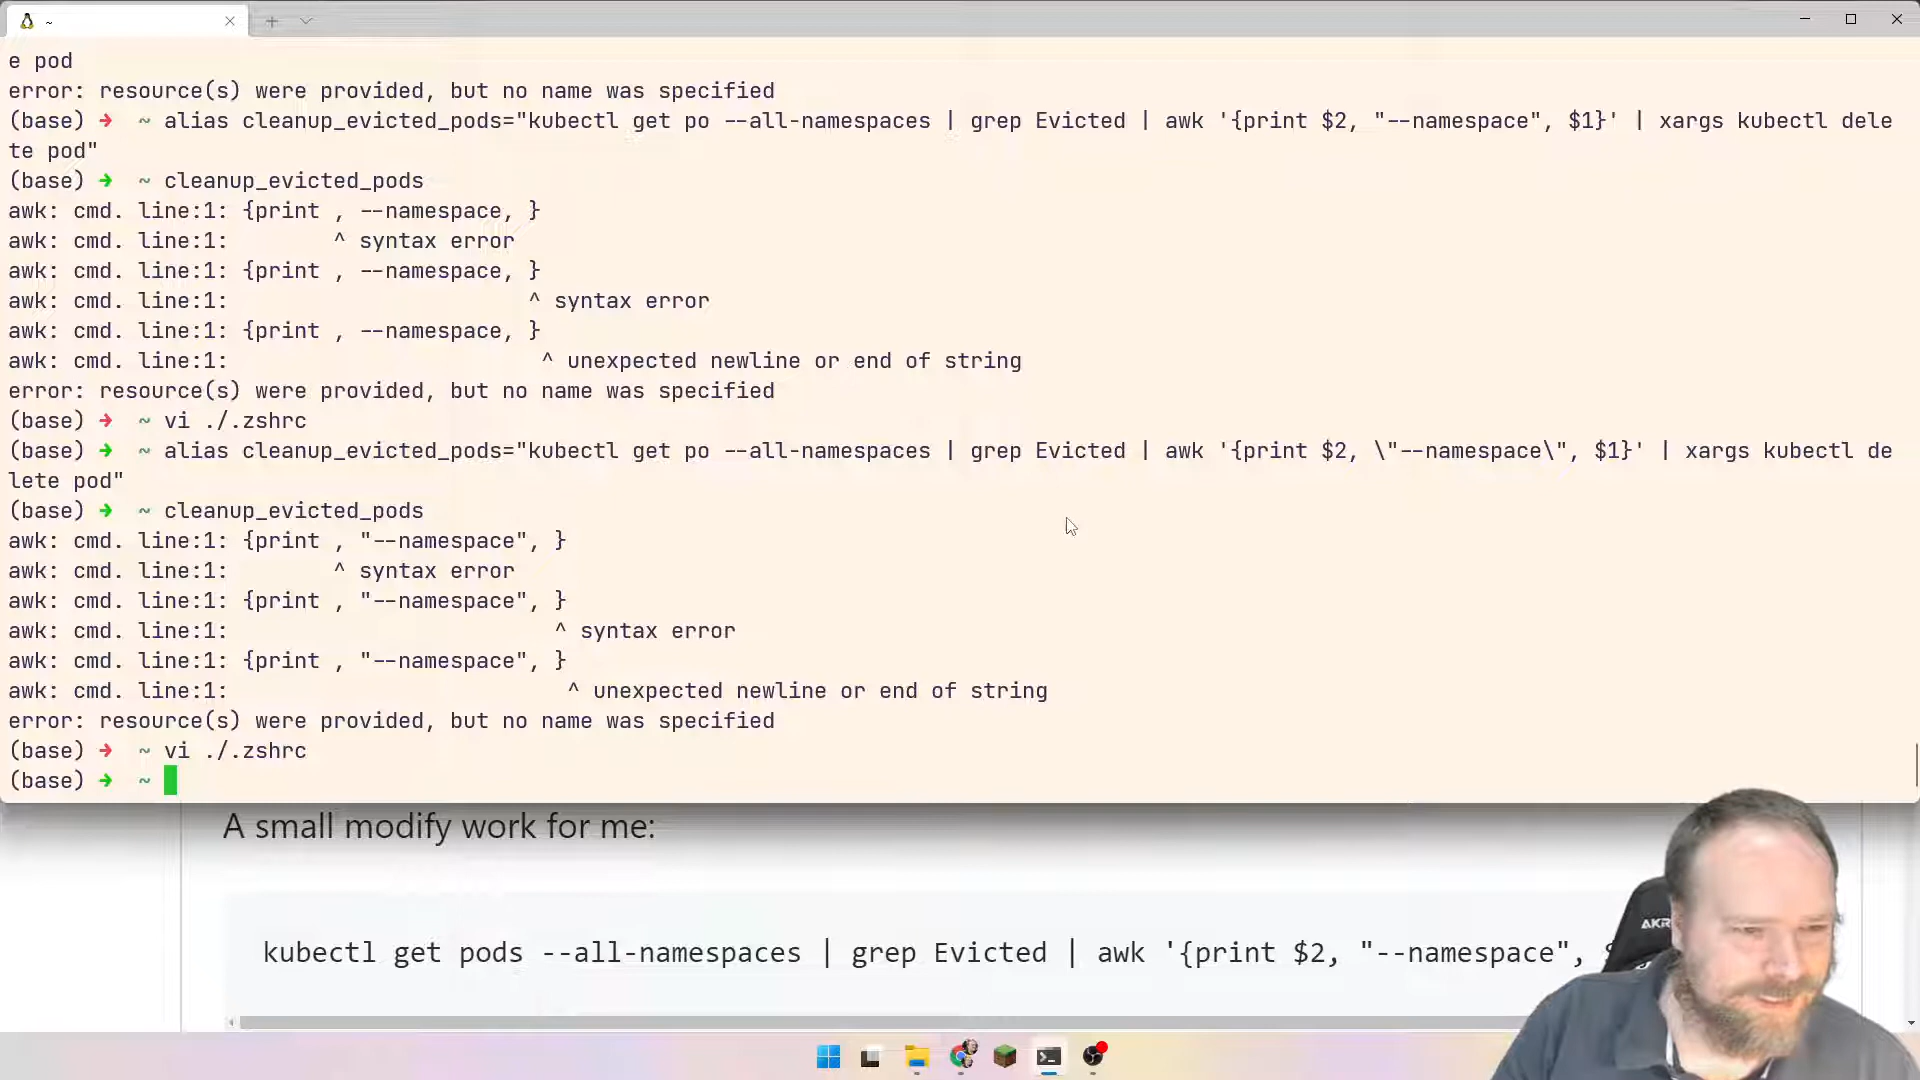 ~
e pod
error: resource(s) were provided, but no name was specified
(base) → ~ alias cleanup_evicted_pods="kubectl get po --all-namespaces | grep Evicted | awk '{print $2, "--namespace", $1}' | xargs kubectl dele
te pod"
(base) → ~ cleanup_evicted_pods
awk: cmd. line:1: {print , --namespace, }
awk: cmd. line:1:        ^ syntax error
awk: cmd. line:1: {print , --namespace, }
awk: cmd. line:1:                       ^ syntax error
awk: cmd. line:1: {print , --namespace, }
awk: cmd. line:1:                        ^ unexpected newline or end of string
error: resource(s) were provided, but no name was specified
(base) → ~ vi ./.zshrc
(base) → ~ alias cleanup_evicted_pods="kubectl get po --all-namespaces | grep Evicted | awk '{print $2, \"--namespace\", $1}' | xargs kubectl de
lete pod"
(base) → ~ cleanup_evicted_pods
awk: cmd. line:1: {print , "--namespace", }
awk: cmd. line:1:        ^ syntax error
awk: cmd. line:1: {print , "--namespace", }
awk: cmd. line:1:                         ^ syntax error
awk: cmd. line:1: {print , "--namespace", }
awk: cmd. line:1:                          ^ unexpected newline or end of string
error: resource(s) were provided, but no name was specified
(base) → ~ vi ./.zshrc
(base) → ~
A small modify work for me:
kubectl get pods --all-namespaces | grep Evicted | awk '{print $2, "--namespace",